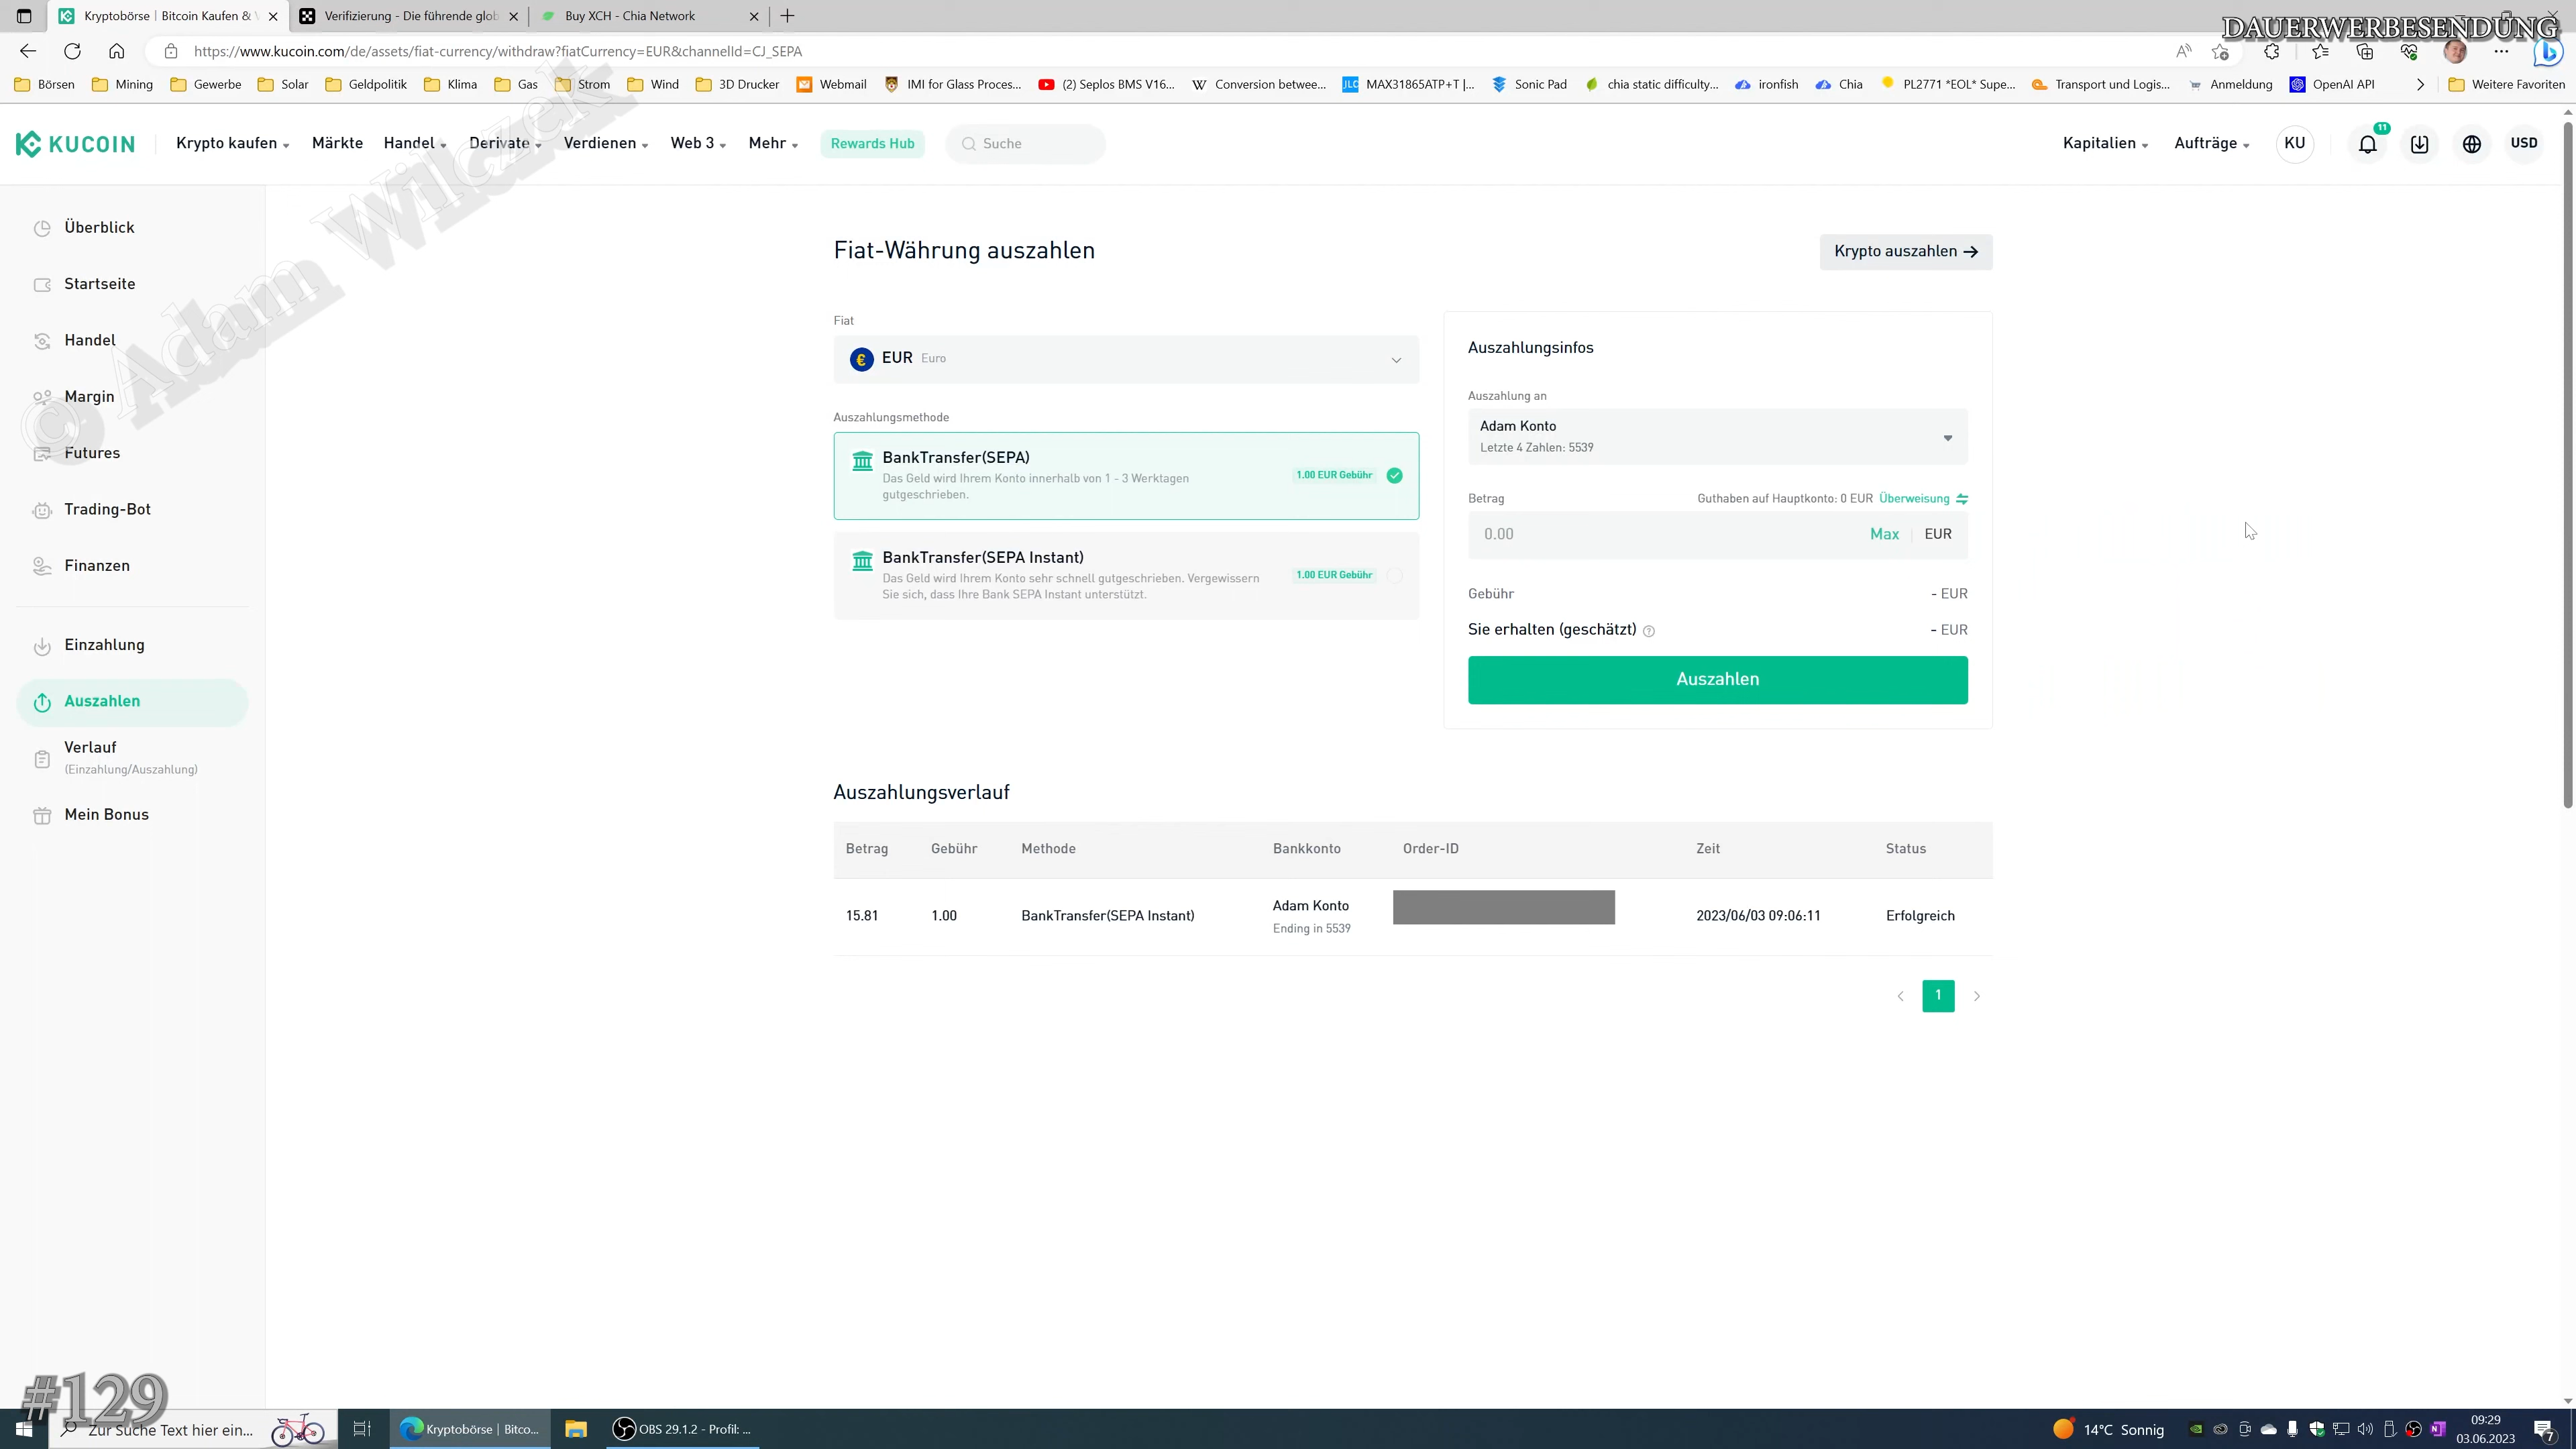 Kryptobörse | Bitcoin Kaufen & V
Verifizierung - Die führende glob
Buy XCH - Chia Network
DAUERWERBESENDUNG
https://www.kucoin.com/de/assets/fiat-currency/withdraw?fiatCurrency=EUR&channelId=CJ_SEPA
Börsen Mining Gewerbe Solar Geldpolitik Klima Gas Strom Wind 3D Drucker Webmail IMI for Glass Proces... (2) Seplos BMS V16... Conversion betwee... MAX31865ATP+T |... Sonic Pad chia static difficulty... ironfish Chia PL2771 *EOL* Supe... Transport und Logis... Anmeldung OpenAI API Weitere Favoriten
KUCOIN Krypto kaufen Märkte Handel Derivate Verdienen Web 3 Mehr Rewards Hub Suche Kapitalien Aufträge KU 11 USD
© Adam Wilczek
Überblick
Startseite
Handel
Margin
Futures
Trading-Bot
Finanzen
Einzahlung
Auszahlen
Verlauf
(Einzahlung/Auszahlung)
Mein Bonus
Fiat-Währung auszahlen
Krypto auszahlen
Fiat
EUR Euro
Auszahlungsmethode
BankTransfer(SEPA)
Das Geld wird Ihrem Konto innerhalb von 1 - 3 Werktagen
gutgeschrieben.
1.00 EUR Gebühr
BankTransfer(SEPA Instant)
Das Geld wird Ihrem Konto sehr schnell gutgeschrieben. Vergewissern
Sie sich, dass Ihre Bank SEPA Instant unterstützt.
1.00 EUR Gebühr
Auszahlungsinfos
Auszahlung an
Adam Konto
Letzte 4 Zahlen: 5539
Betrag Guthaben auf Hauptkonto: 0 EUR Überweisung
0.00 Max EUR
Gebühr - EUR
Sie erhalten (geschätzt) - EUR
Auszahlen
Auszahlungsverlauf
Betrag Gebühr Methode Bankkonto Order-ID Zeit Status
15.81 1.00 BankTransfer(SEPA Instant) Adam Konto 2023/06/03 09:06:11 Erfolgreich
Ending in 5539
1
#129
Zur Suche Text hier ein...
Kryptobörse | Bitco...
OBS 29.1.2 - Profil: ...
14°C Sonnig
09:29
03.06.2023
7